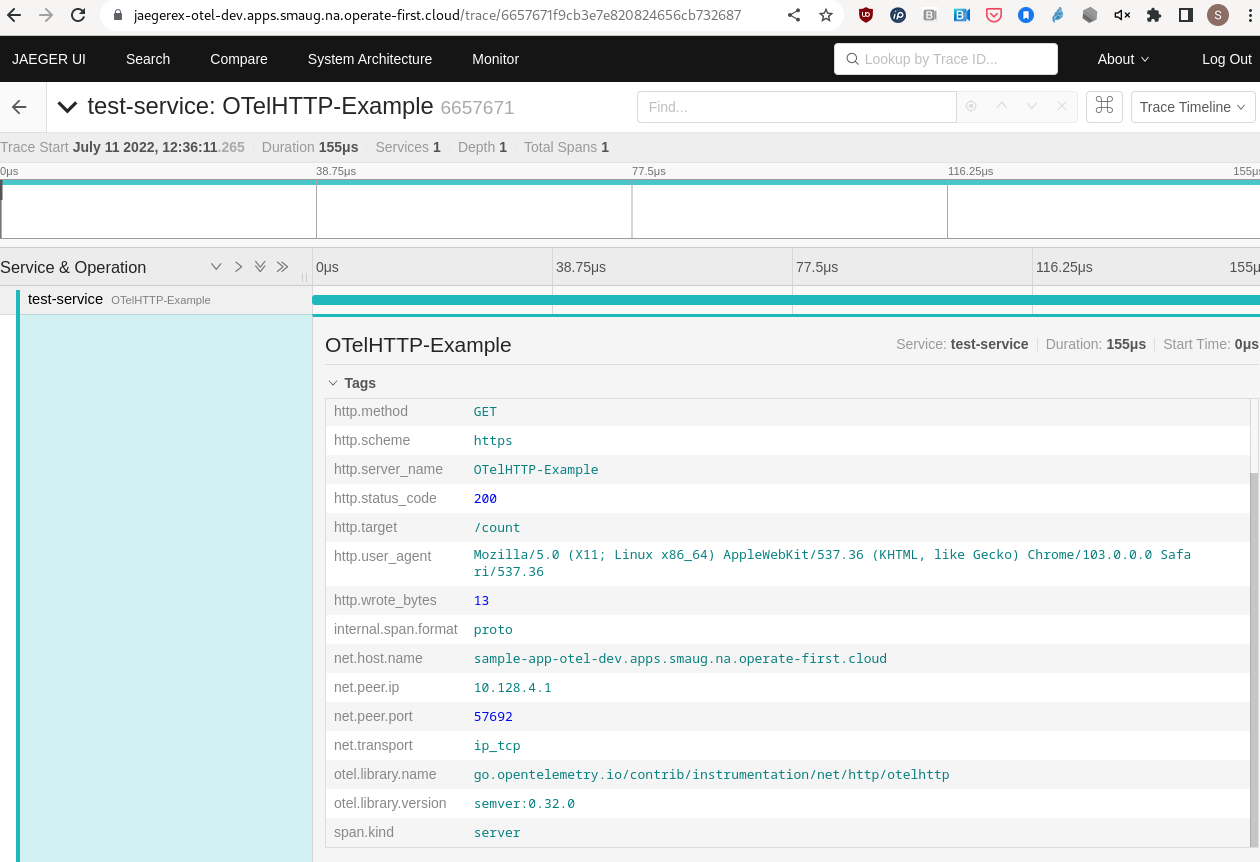 jaegerex-otel-dev.apps.smaug.na.operate-first.cloud/trace/6657671f9cb3e7e820824656cb732687
S
JAEGER UI Search Compare System Architecture Monitor Lookup by Trace ID... About Log Out
test-service: OTelHTTP-Example 6657671 Find... ⌘ Trace Timeline
Trace Start July 11 2022, 12:36:11.265 Duration 155μs Services 1 Depth 1 Total Spans 1
0μs 38.75μs 77.5μs 116.25μs 155μs
Service & Operation 0μs 38.75μs 77.5μs 116.25μs 155μ
test-service OTelHTTP-Example
OTelHTTP-Example Service: test-service Duration: 155μs Start Time: 0μs
Tags
http.method GET
http.scheme https
http.server_name OTelHTTP-Example
http.status_code 200
http.target /count
http.user_agent Mozilla/5.0 (X11; Linux x86_64) AppleWebKit/537.36 (KHTML, like Gecko) Chrome/103.0.0.0 Safa
ri/537.36
http.wrote_bytes 13
internal.span.format proto
net.host.name sample-app-otel-dev.apps.smaug.na.operate-first.cloud
net.peer.ip 10.128.4.1
net.peer.port 57692
net.transport ip_tcp
otel.library.name go.opentelemetry.io/contrib/instrumentation/net/http/otelhttp
otel.library.version semver:0.32.0
span.kind server